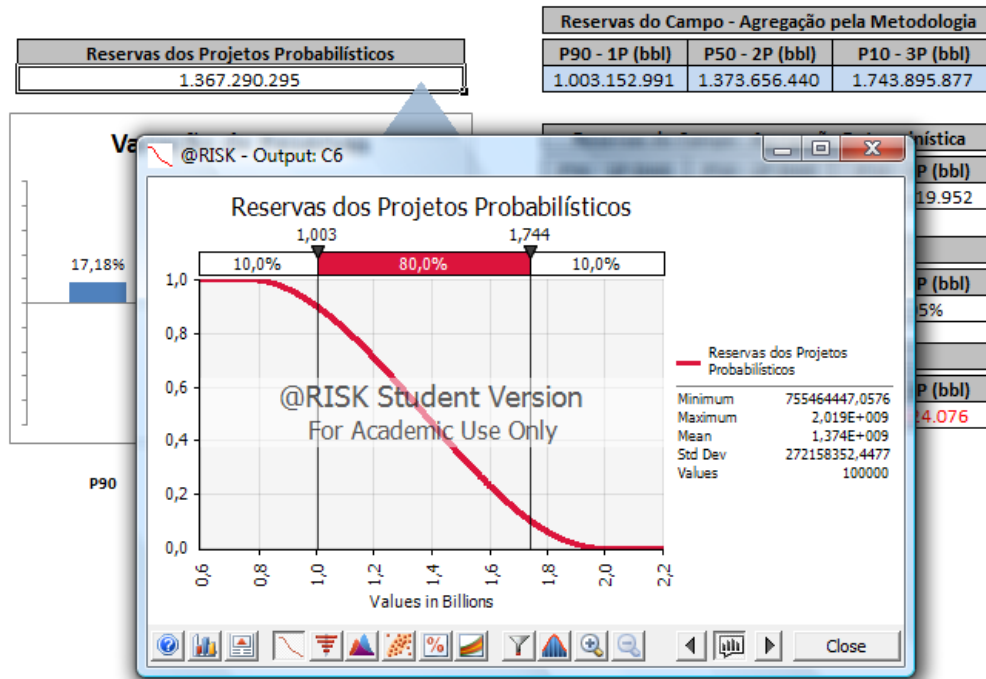 Reservas do Campo - Agregação pela Metodologia
Reservas dos Projetos Probabilísticos
P90 - 1P (bbl) P50 - 2P (bbl) P10 - 3P (bbl)
1.367.290.295
1.003.152.991 1.373.656.440 1.743.895.877
Va
nística
P (bbl)
19.952
17,18%
P (bbl)
5%
P (bbl)
24.076
P90
@RISK - Output: C6
Reservas dos Projetos Probabilísticos
1,003 1,744
10,0% 80,0% 10,0%
1,0
0,8
0,6
0,4
0,2
0,0
0,6 0,8 1,0 1,2 1,4 1,6 1,8 2,0 2,2
Values in Billions
@RISK Student Version
For Academic Use Only
Reservas dos Projetos
Probabilísticos
Minimum 755464447,0576
Maximum 2,019E+009
Mean 1,374E+009
Std Dev 272158352,4477
Values 100000
Close